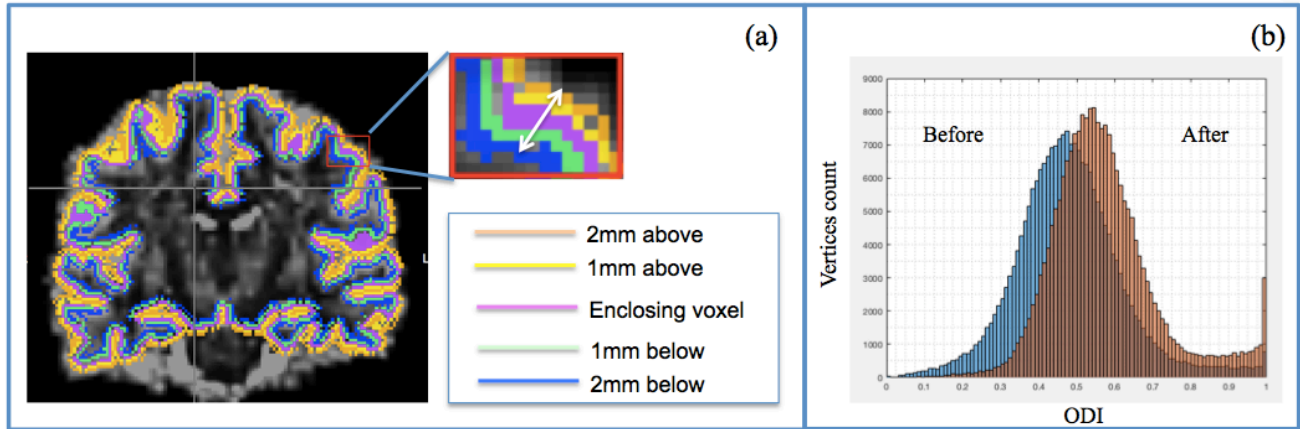 (a)
2mm above
1mm above
Enclosing voxel
1mm below
2mm below
L
(b)
Before
After
Vertices count
9000
8000
7000
6000
5000
4000
3000
2000
1000
0
0 0.1 0.2 0.3 0.4 0.5 0.6 0.7 0.8 0.9 1
ODI